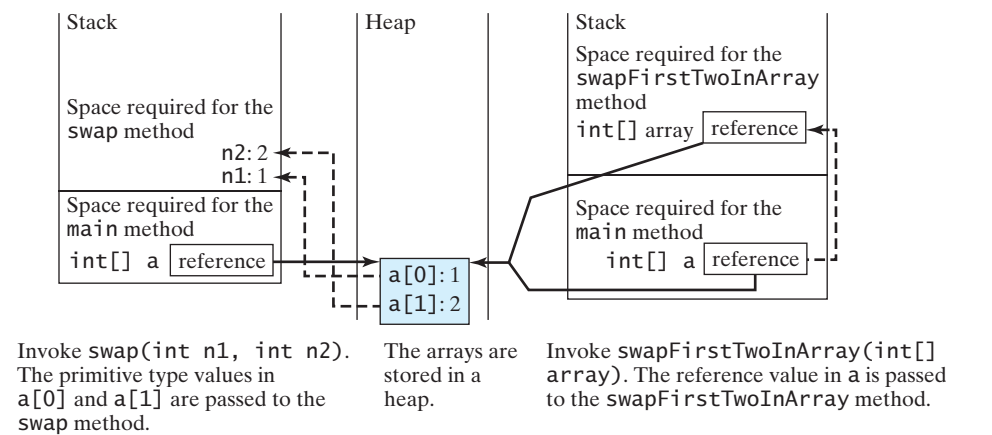 Stack
Space required for the
swap method
n2: 2
n1: 1
Space required for the
main method
int[] a reference
Heap
a[0]: 1
a[1]: 2
Stack
Space required for the
swapFirstTwoInArray
method
int[] array reference
Space required for the
main method
int[] a reference
Invoke swap(int n1, int n2).
The primitive type values in
a[0] and a[1] are passed to the
swap method.
The arrays are
stored in a
heap.
Invoke swapFirstTwoInArray(int[]
array). The reference value in a is passed
to the swapFirstTwoInArray method.